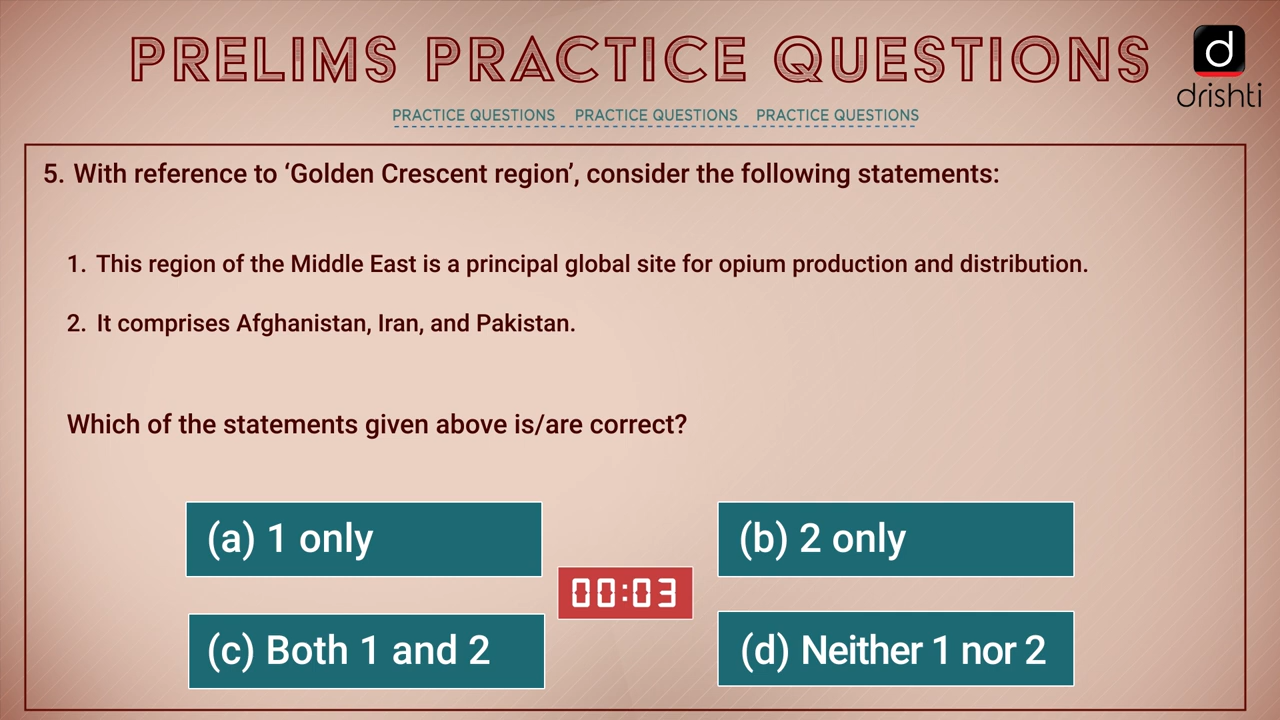 PRELIMS PRACTICE QUESTIONS
drishti
PRACTICE QUESTIONS PRACTICE QUESTIONS PRACTICE QUESTIONS
5. With reference to ‘Golden Crescent region’, consider the following statements:
1. This region of the Middle East is a principal global site for opium production and distribution.
2. It comprises Afghanistan, Iran, and Pakistan.
Which of the statements given above is/are correct?
(a) 1 only
(b) 2 only
00:03
(c) Both 1 and 2
(d) Neither 1 nor 2